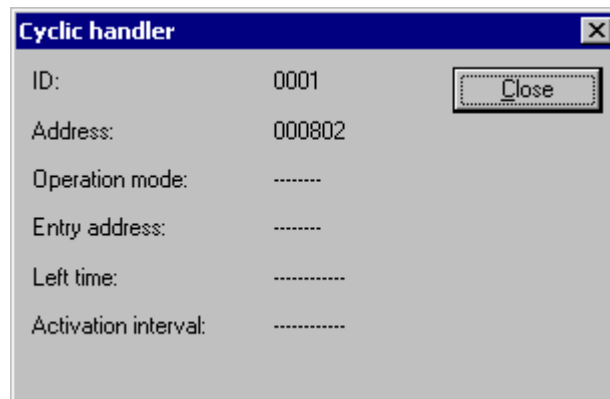 Cyclic handler
ID: 0001 Close
Address: 000802
Operation mode: --------
Entry address: --------
Left time: ------------
Activation interval: ------------